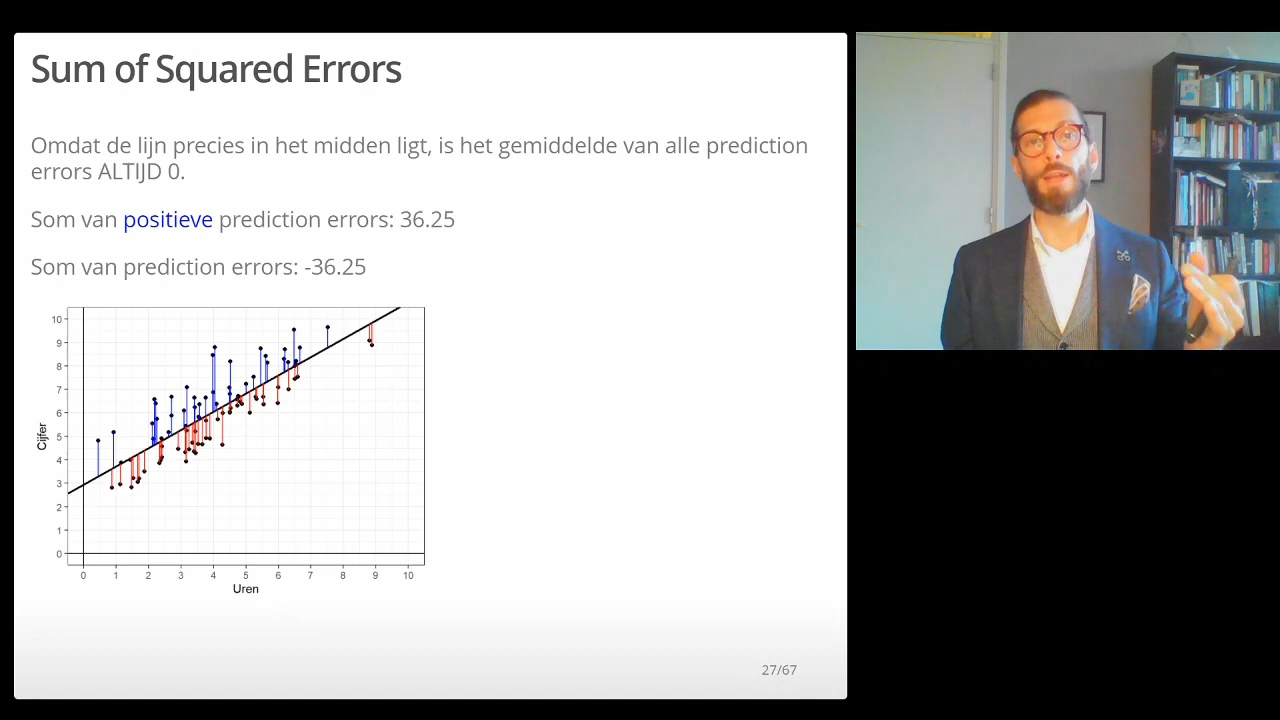 Sum of Squared Errors
Omdat de lijn precies in het midden ligt, is het gemiddelde van alle prediction
errors ALTIJD 0.
Som van positieve prediction errors: 36.25
Som van prediction errors: -36.25
10
9
8
7
6
5
4
3
2
1
0
Cijfer
0 1 2 3 4 5 6 7 8 9 10
Uren
27/67